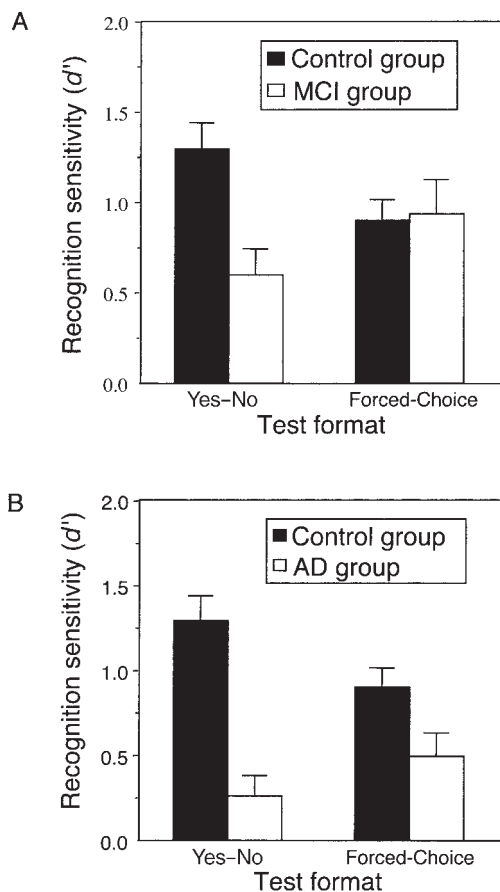 A
Recognition sensitivity (d')
2.0
1.5
1.0
0.5
0.0
Control group
MCI group
Yes–No
Forced-Choice
Test format
B
Recognition sensitivity (d')
2.0
1.5
1.0
0.5
0.0
Control group
AD group
Yes–No
Forced-Choice
Test format